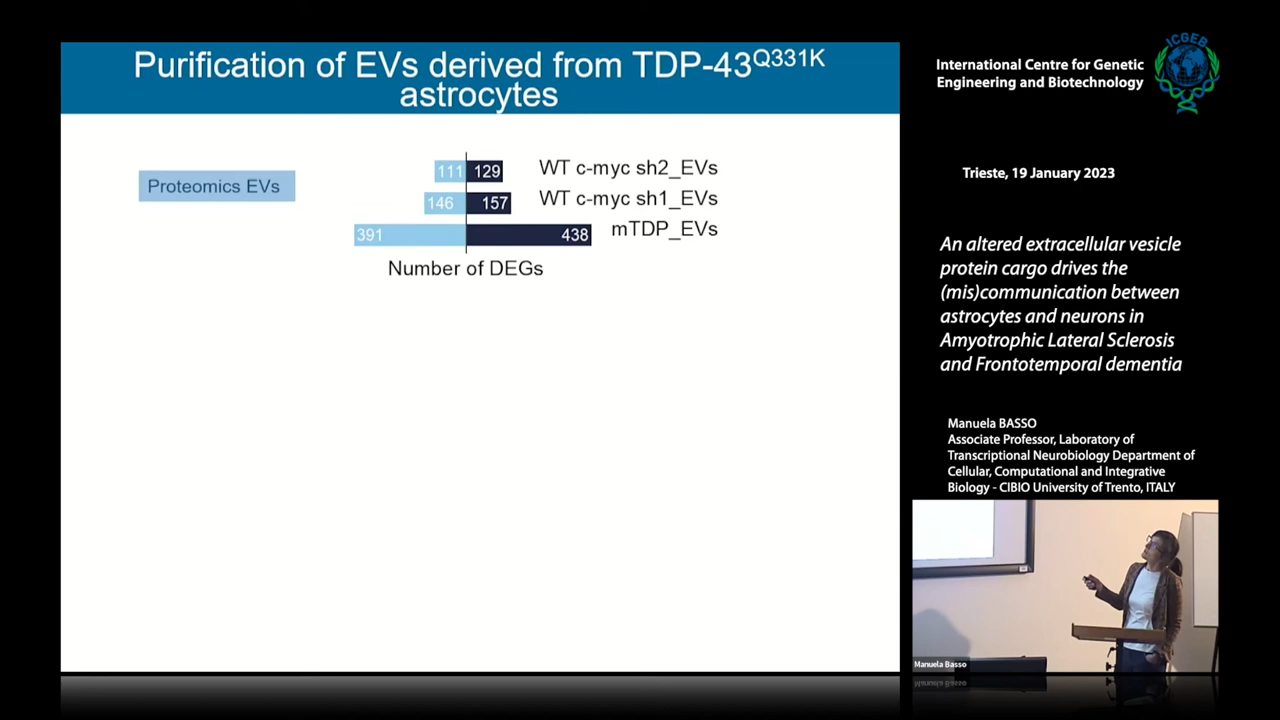 Purification of EVs derived from TDP-43Q331K
astrocytes
Proteomics EVs
111 129 WT c-myc sh2_EVs
146 157 WT c-myc sh1_EVs
391 438 mTDP_EVs
Number of DEGs
International Centre for Genetic
Engineering and Biotechnology
ICGEB
Trieste, 19 January 2023
An altered extracellular vesicle
protein cargo drives the
(mis)communication between
astrocytes and neurons in
Amyotrophic Lateral Sclerosis
and Frontotemporal dementia
Manuela BASSO
Associate Professor, Laboratory of
Transcriptional Neurobiology Department of
Cellular, Computational and Integrative
Biology - CIBIO University of Trento, ITALY
Manuela Basso